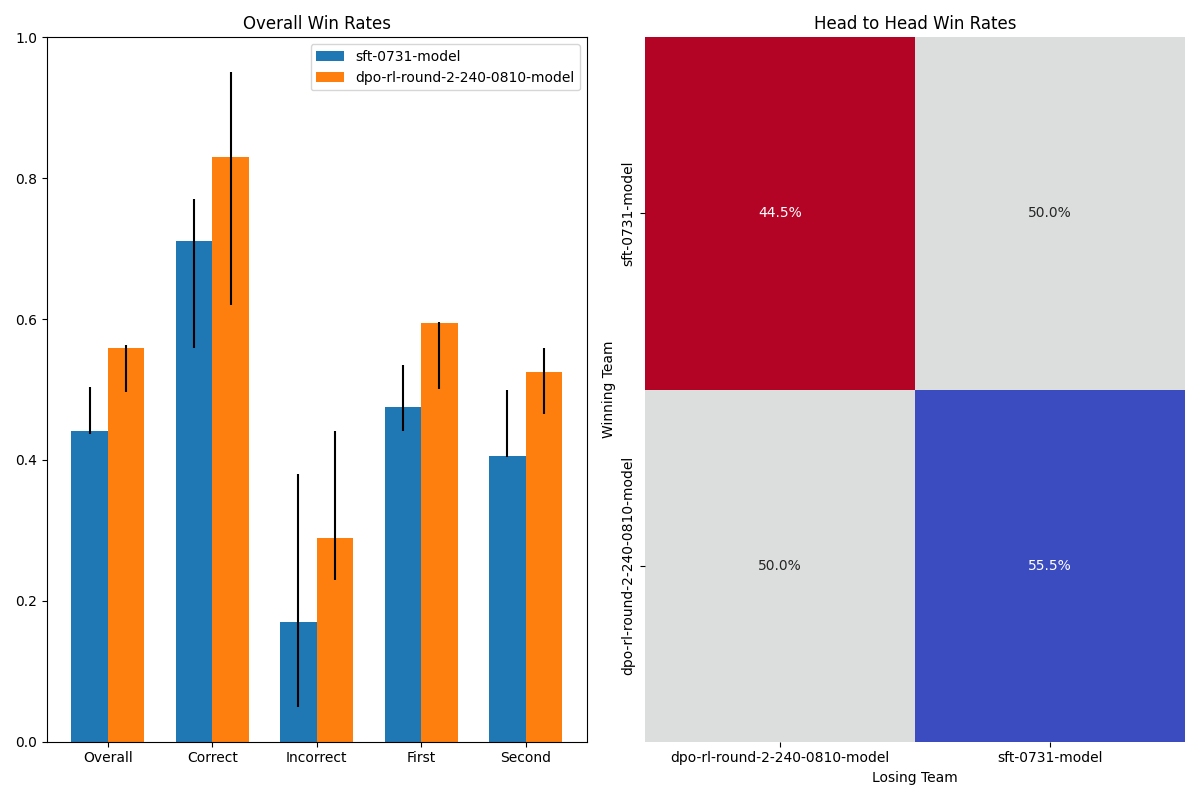 Overall Win Rates
1.0
0.8
0.6
0.4
0.2
0.0
sft-0731-model
dpo-rl-round-2-240-0810-model
Overall
Correct
Incorrect
First
Second
Head to Head Win Rates
Winning Team
sft-0731-model
dpo-rl-round-2-240-0810-model
44.5%
50.0%
50.0%
55.5%
dpo-rl-round-2-240-0810-model
sft-0731-model
Losing Team